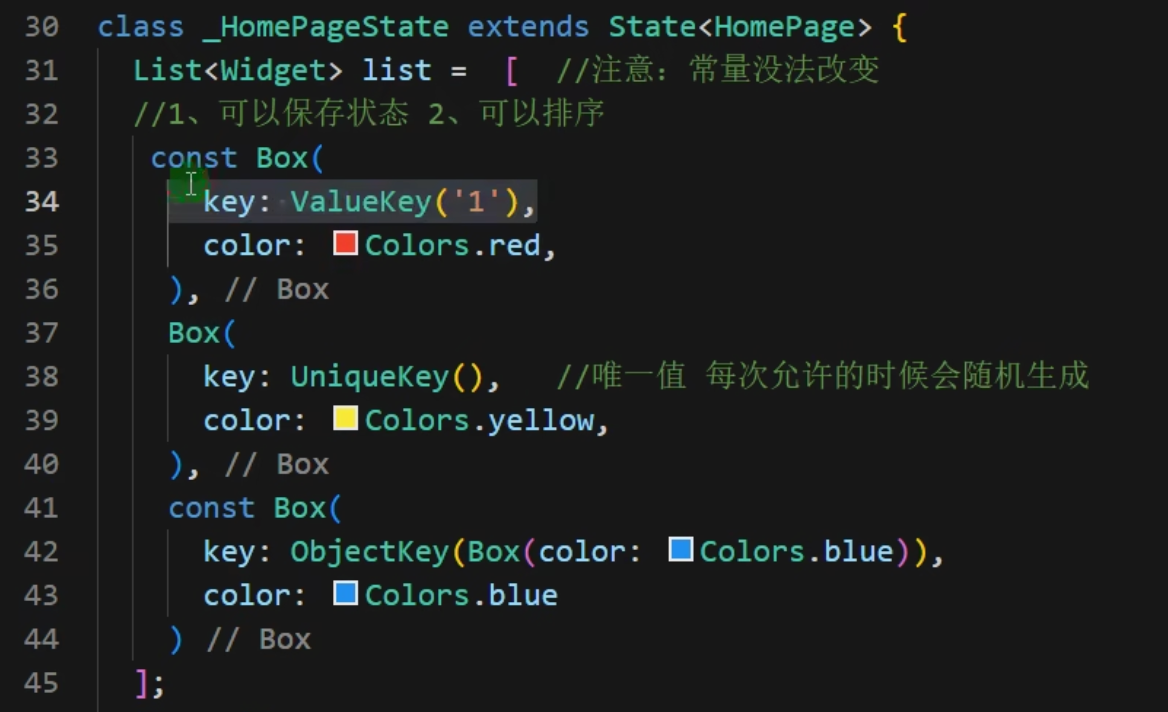 30 class _HomePageState extends State<HomePage> {
31 List<Widget> list = [ //注意：常量没法改变
32 //1、可以保存状态 2、可以排序
33 const Box(
34 key: ValueKey('1'),
35 color: Colors.red,
36 ), // Box
37 Box(
38 key: UniqueKey(), //唯一值 每次允许的时候会随机生成
39 color: Colors.yellow,
40 ), // Box
41 const Box(
42 key: ObjectKey(Box(color: Colors.blue)),
43 color: Colors.blue
44 ) // Box
45 ];